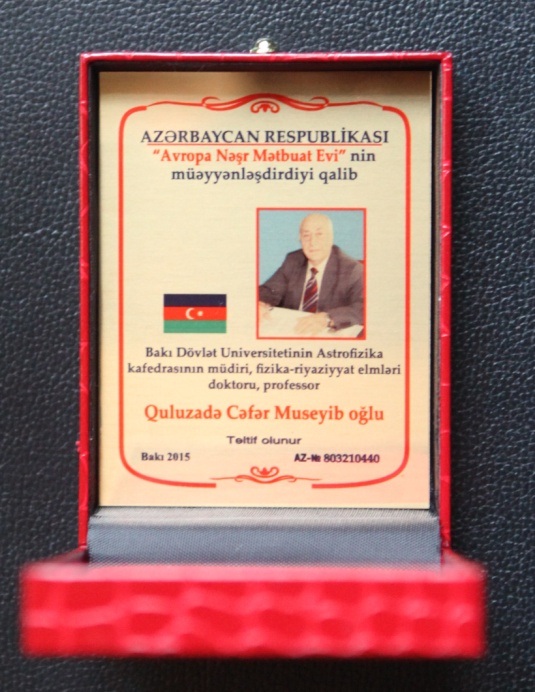 AZƏRBAYCAN RESPUBLİKASI
“Avropa Nəşr Mətbuat Evi” nin
müəyyənləşdirdiyi qalib
Bakı Dövlət Universitetinin Astrofizika
kafedrasının müdiri, fizika-riyaziyyat elmləri
doktoru, professor
Quluzadə Cəfər Museyib oğlu
Təltif olunur
Bakı 2015
AZ-№ 803210440